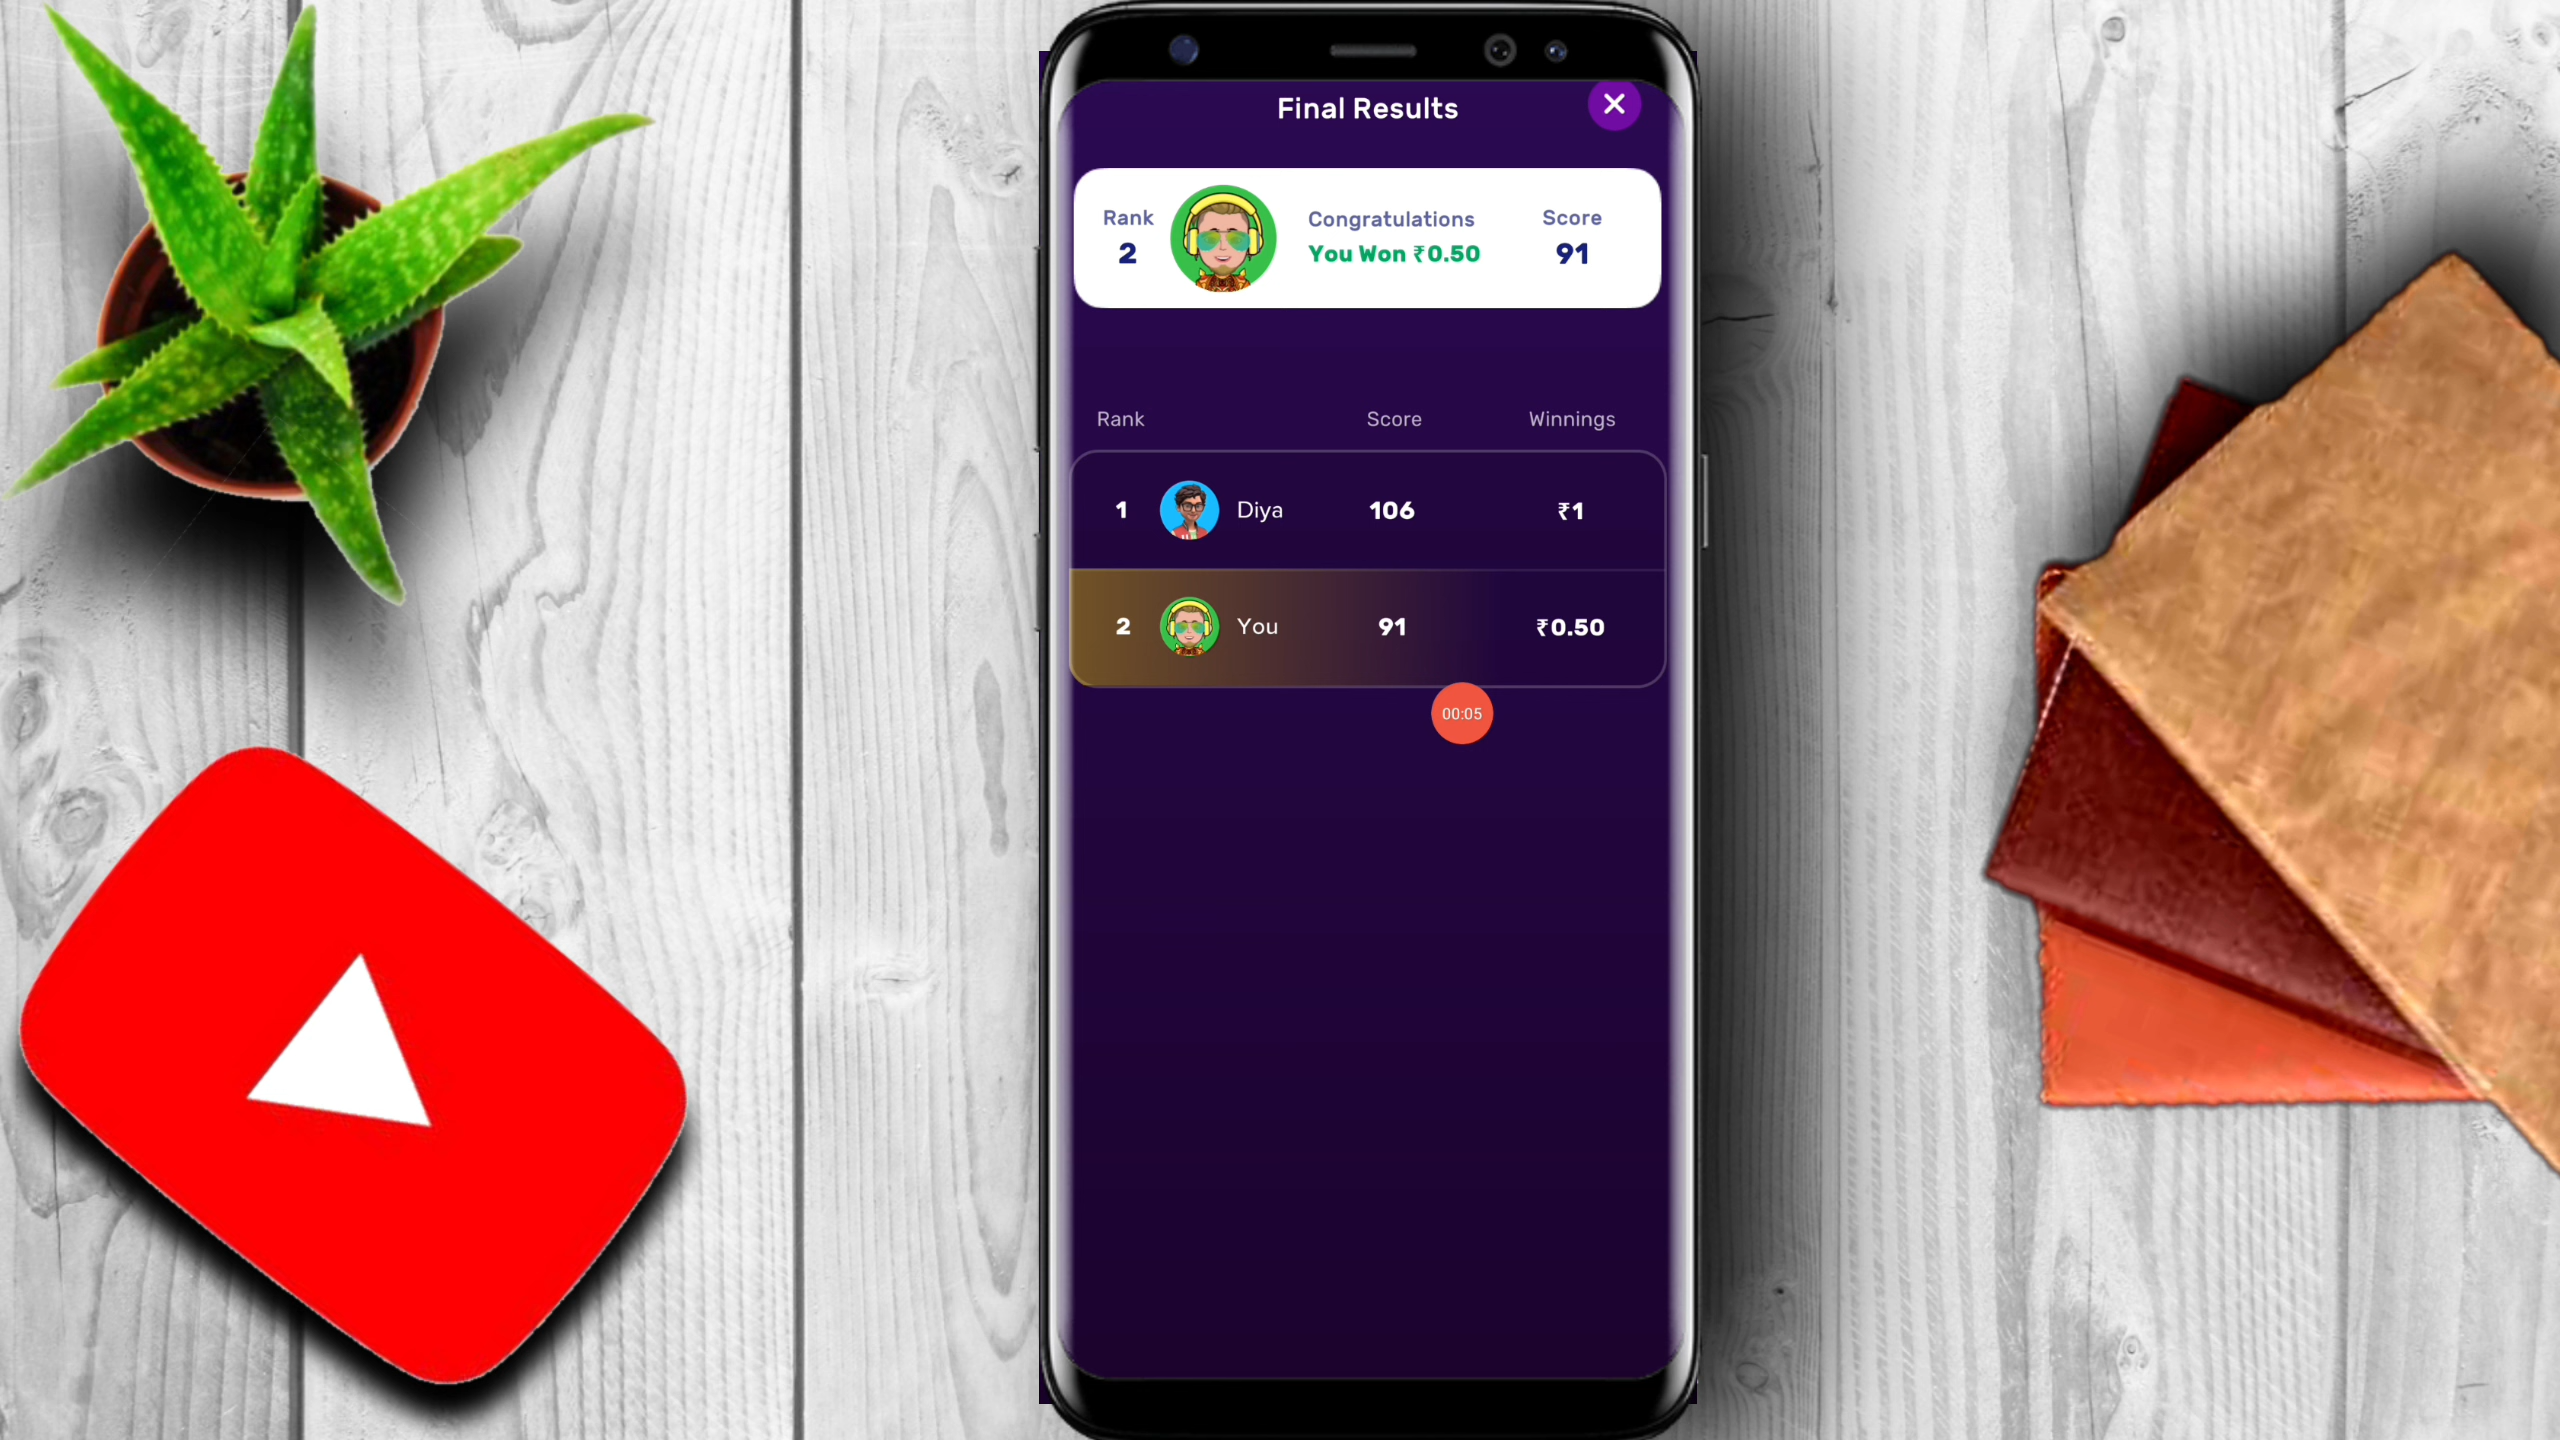 Final Results
Rank
2
Congratulations
You Won ₹0.50
Score
91
Rank Score Winnings
1 Diya 106 ₹1
2 You 91 ₹0.50
00:05